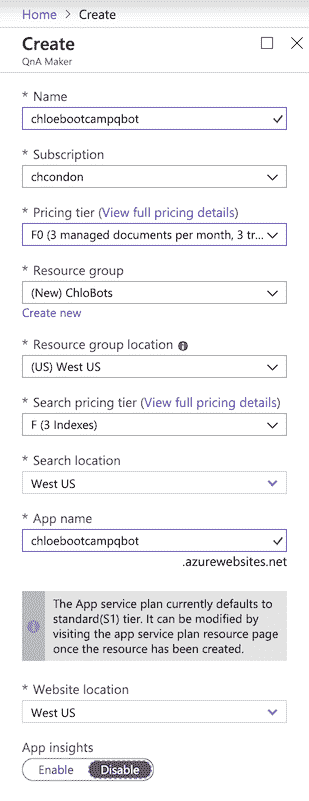 Home > Create
Create
QnA Maker
* Name
chloebootcampqbot
* Subscription
chcondon
* Pricing tier (View full pricing details)
F0 (3 managed documents per month, 3 tr...
* Resource group
(New) ChloBots
Create new
* Resource group location
(US) West US
* Search pricing tier (View full pricing details)
F (3 Indexes)
* Search location
West US
* App name
chloebootcampqbot
.azurewebsites.net
The App service plan currently defaults to
standard(S1) tier. It can be modified by
visiting the app service plan resource page
once the resource has been created.
* Website location
West US
App insights
Enable Disable